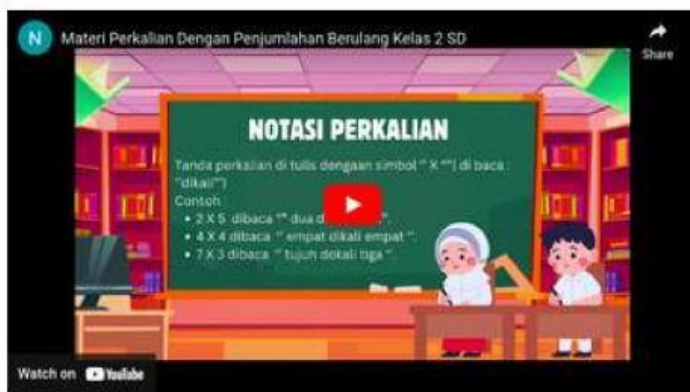 N
Materi Perkalian Dengan Penjumlahan Berulang Kelas 2 SD
Share
NOTASI PERKALIAN
Tanda perkalian di tulis dengaan simbol " X "( di baca :
"dikali")
Contoh :
• 2 X 5 dibaca " dua d ".
• 4 X 4 dibaca " empat dikali empat ".
• 7 X 3 dibaca " tujuh dokali tiga ".
Watch on YouTube